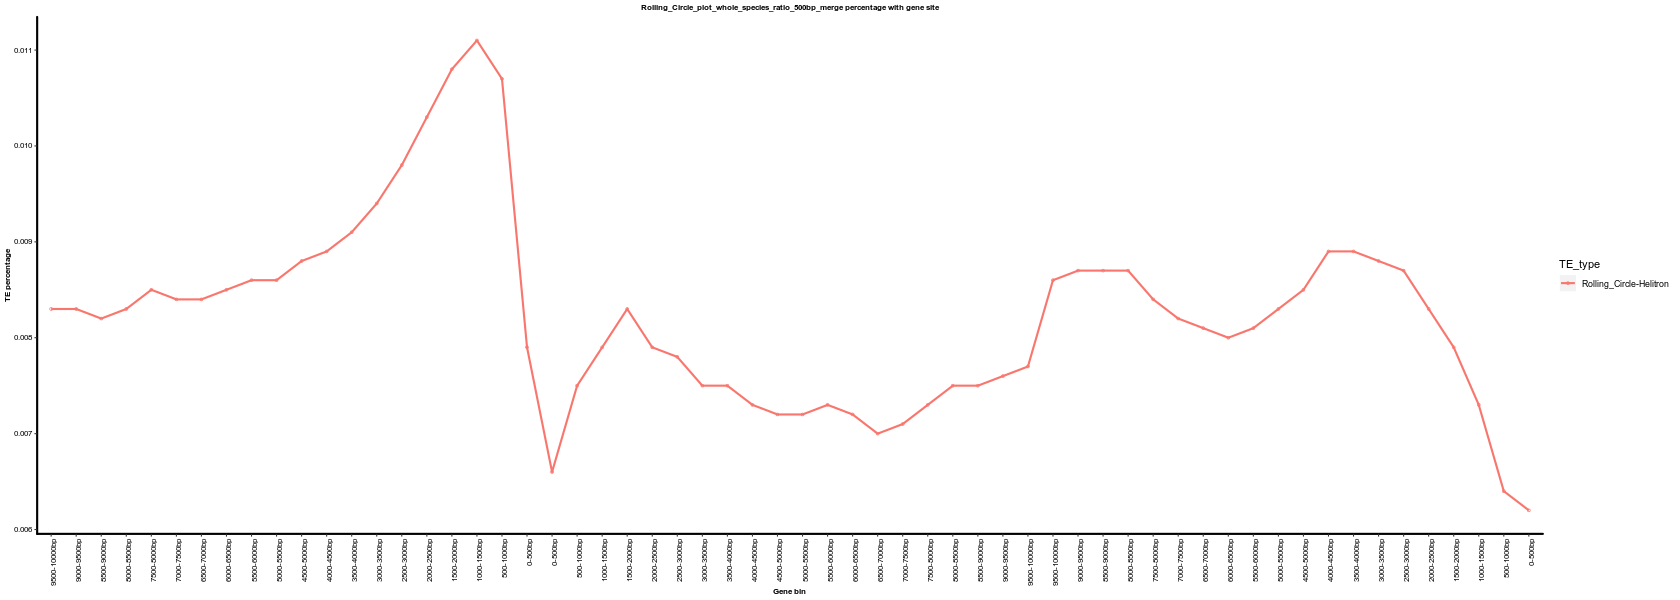 Rolling_Circle_plot_whole_species_ratio_500bp_merge percentage with gene site
0.011
0.010
0.009
0.008
0.007
0.006
TE percentage
9500-10000bp
9000-9500bp
8500-9000bp
8000-8500bp
7500-8000bp
7000-7500bp
6500-7000bp
6000-6500bp
5500-6000bp
5000-5500bp
4500-5000bp
4000-4500bp
3500-4000bp
3000-3500bp
2500-3000bp
2000-2500bp
1500-2000bp
1000-1500bp
500-1000bp
0-500bp
0-500bp
500-1000bp
1000-1500bp
1500-2000bp
2000-2500bp
2500-3000bp
3000-3500bp
3500-4000bp
4000-4500bp
4500-5000bp
5000-5500bp
5500-6000bp
6000-6500bp
6500-7000bp
7000-7500bp
7500-8000bp
8000-8500bp
8500-9000bp
9000-9500bp
9500-10000bp
9500-10000bp
9000-9500bp
8500-9000bp
8000-8500bp
7500-8000bp
7000-7500bp
6500-7000bp
6000-6500bp
5500-6000bp
5000-5500bp
4500-5000bp
4000-4500bp
3500-4000bp
3000-3500bp
2500-3000bp
2000-2500bp
1500-2000bp
1000-1500bp
500-1000bp
0-500bp
Gene bin
TE_type
Rolling_Circle-Helitron